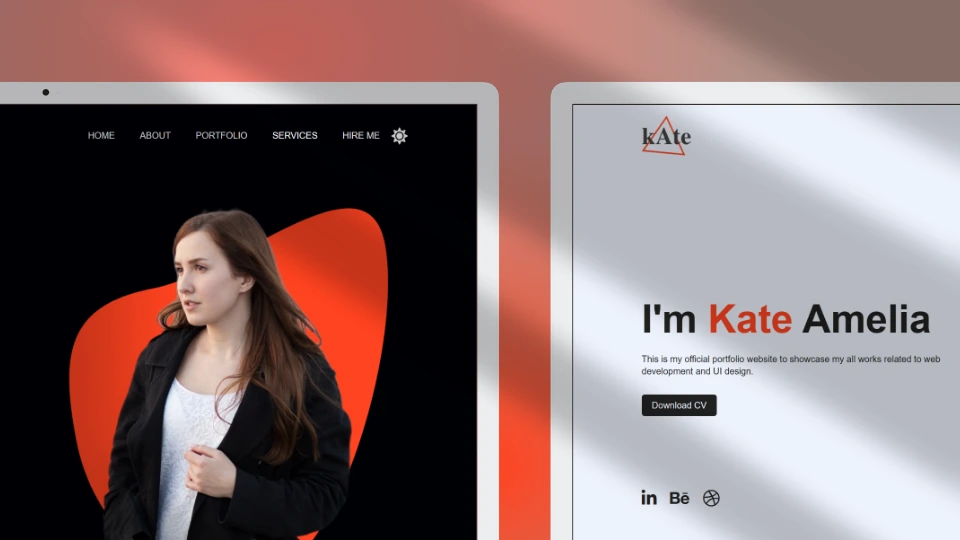 HOME ABOUT PORTFOLIO SERVICES HIRE ME
kAte
I'm Kate Amelia
This is my official portfolio website to showcase my all works related to web
development and UI design.
Download CV
in Bē